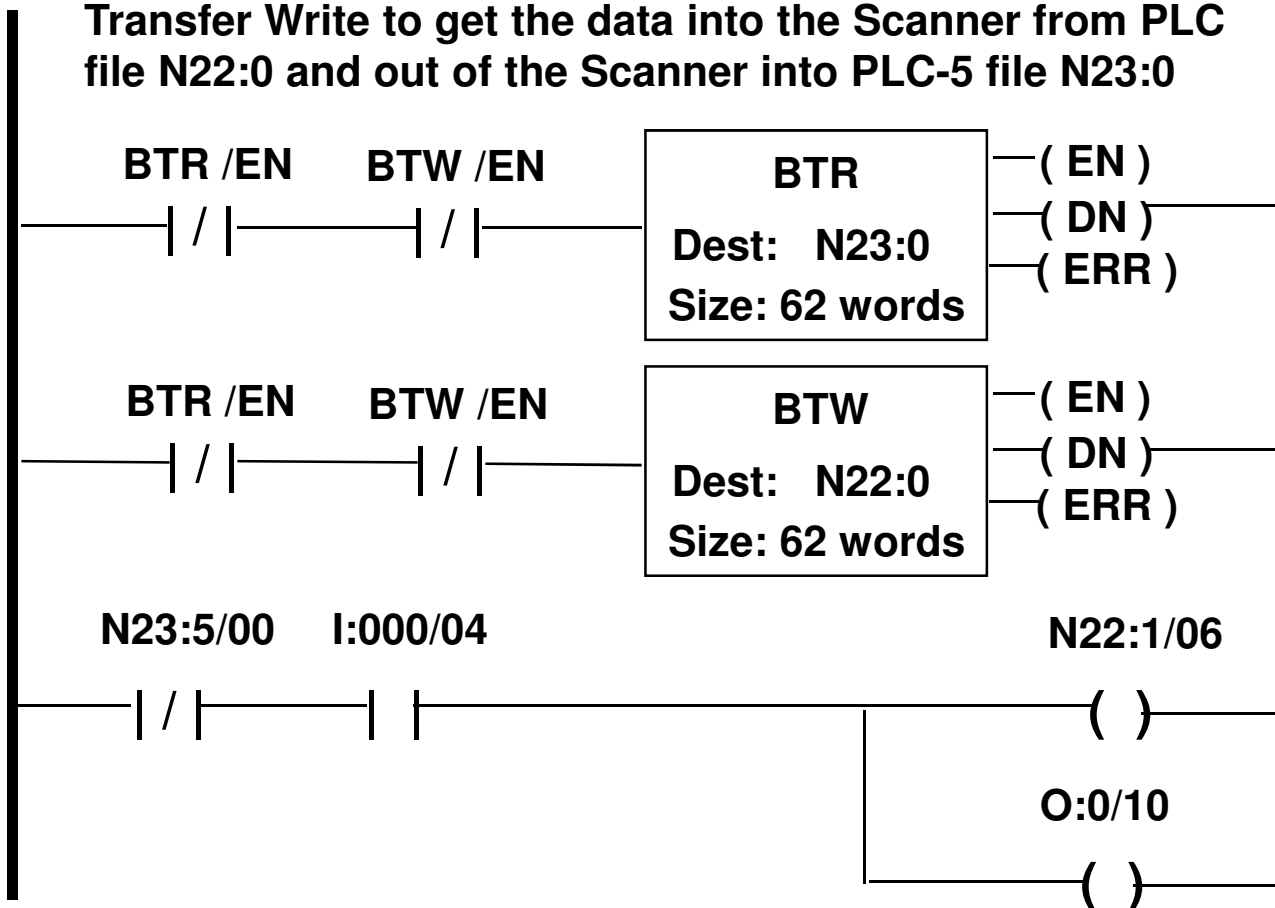 Transfer Write to get the data into the Scanner from PLC
file N22:0 and out of the Scanner into PLC-5 file N23:0
BTR /EN BTW /EN
BTR
Dest: N23:0
Size: 62 words
( EN )
( DN )
( ERR )
BTR /EN BTW /EN
BTW
Dest: N22:0
Size: 62 words
( EN )
( DN )
( ERR )
N23:5/00 I:000/04 N22:1/06
O:0/10